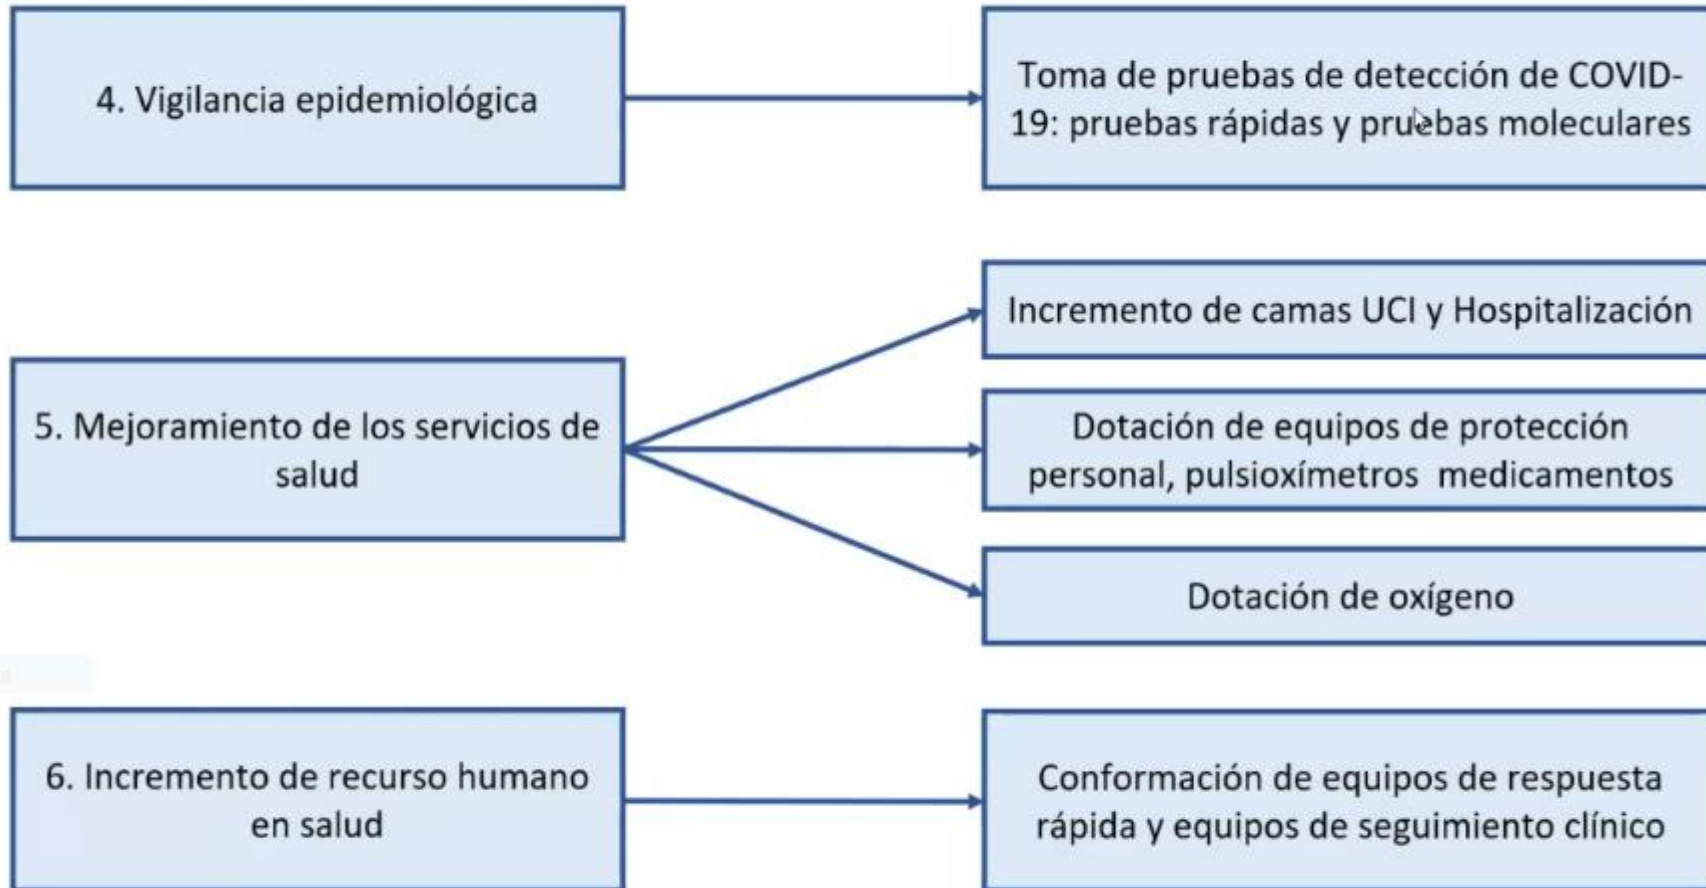 4. Vigilancia epidemiológica
Toma de pruebas de detección de COVID-
19: pruebas rápidas y pruebas moleculares
Incremento de camas UCI y Hospitalización
5. Mejoramiento de los servicios de
salud
Dotación de equipos de protección
personal, pulsioxímetros  medicamentos
Dotación de oxígeno
6. Incremento de recurso humano
en salud
Conformación de equipos de respuesta
rápida y equipos de seguimiento clínico